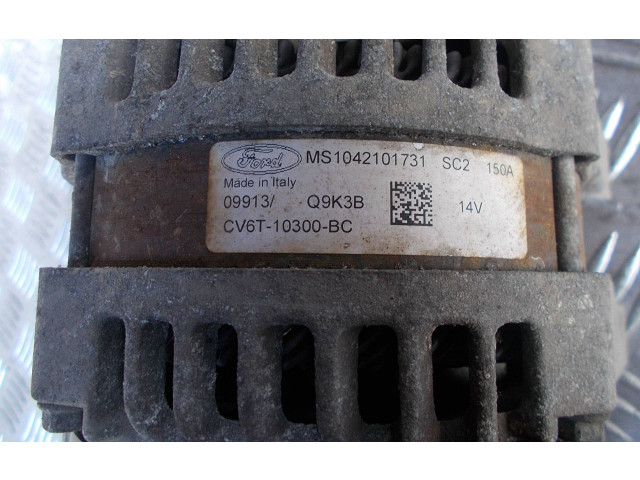 Ford MS1042101731 SC2 150A
Made in Italy
09913/ Q9K3B 14V
CV6T-10300-BC